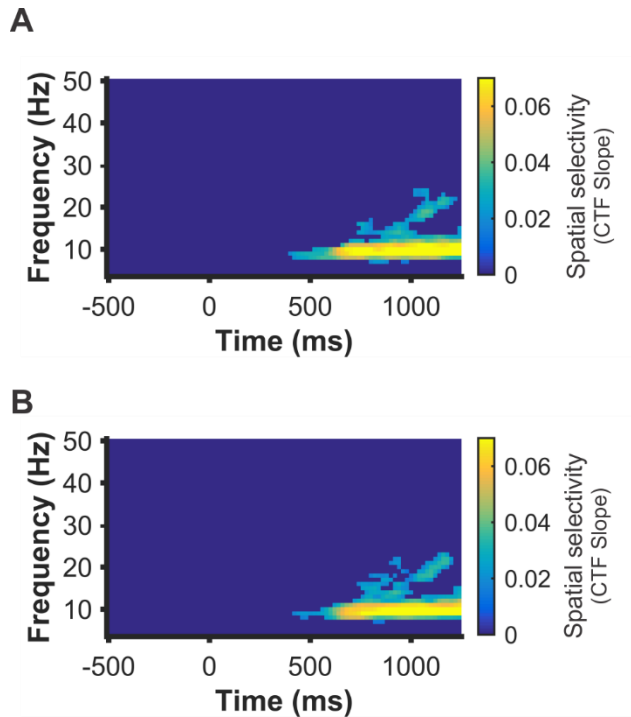 A
50
40
30
20
10
Frequency (Hz)
-500 0 500 1000
Time (ms)
0.06
0.04
0.02
0
Spatial selectivity
(CTF Slope)
B
50
40
30
20
10
Frequency (Hz)
-500 0 500 1000
Time (ms)
0.06
0.04
0.02
0
Spatial selectivity
(CTF Slope)